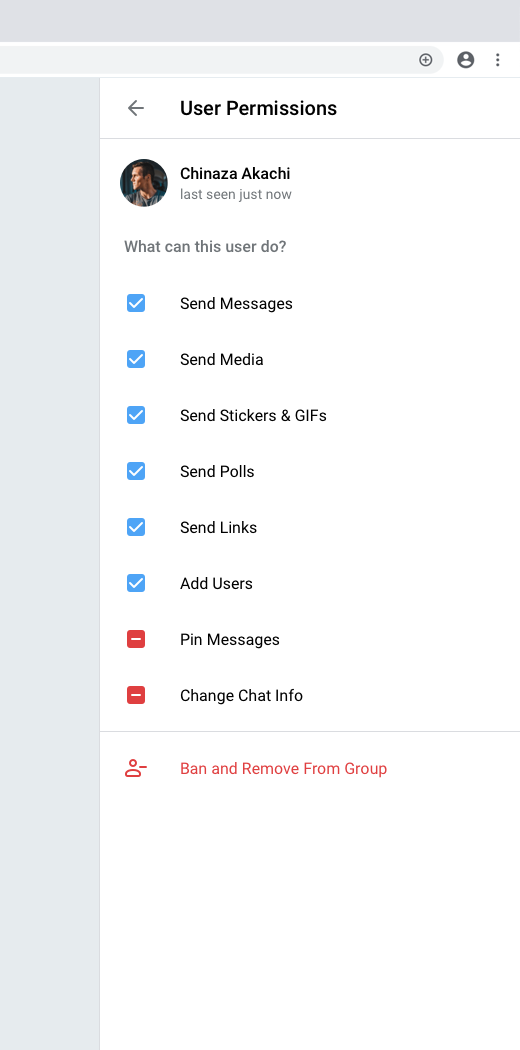 User Permissions
Chinaza Akachi
last seen just now
What can this user do?
Send Messages
Send Media
Send Stickers & GIFs
Send Polls
Send Links
Add Users
Pin Messages
Change Chat Info
Ban and Remove From Group